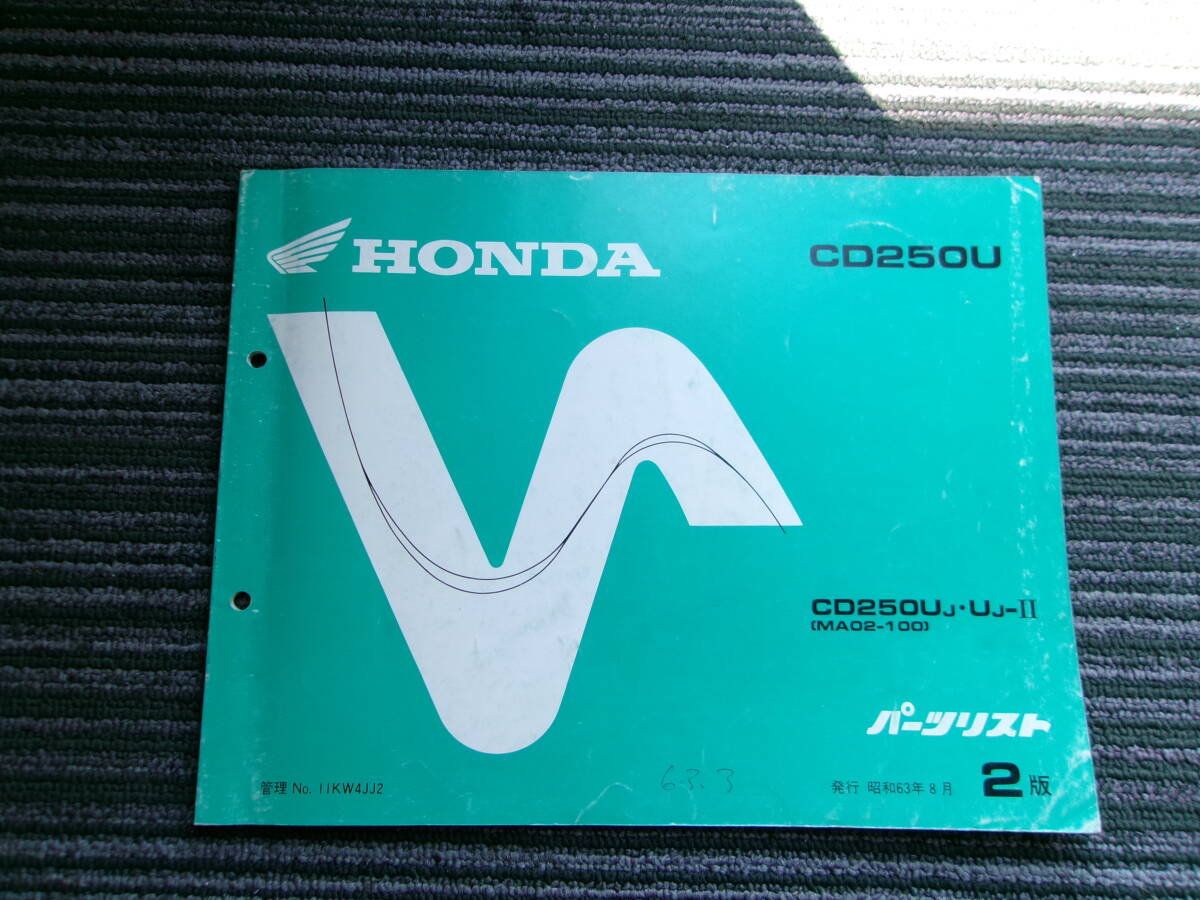 HONDA
CD250U
CD250UJ・UJ-II
(MA02-100)
パーツリスト
管理 No. 11KW4JJ2
63.3
発行 昭和63年8月 2版